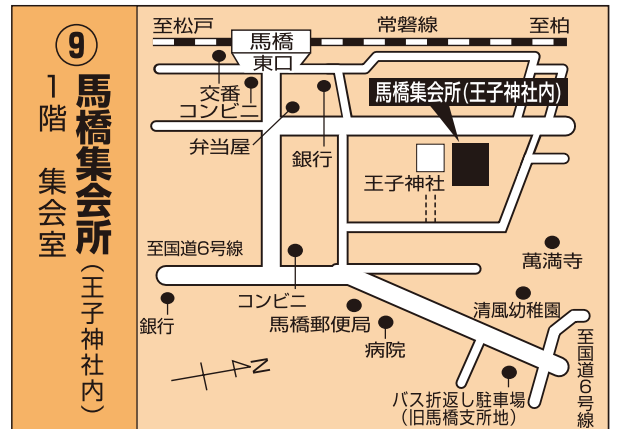 ⑨
馬橋集会所(王子神社内)
1階 集会室
至松戸
常磐線
至柏
馬橋
東口
交番
コンビニ
馬橋集会所(王子神社内)
弁当屋
銀行
王子神社
至国道6号線
萬満寺
コンビニ
清風幼稚園
銀行
馬橋郵便局
病院
至国道6号線
N
バス折返し駐車場
(旧馬橋支所地)